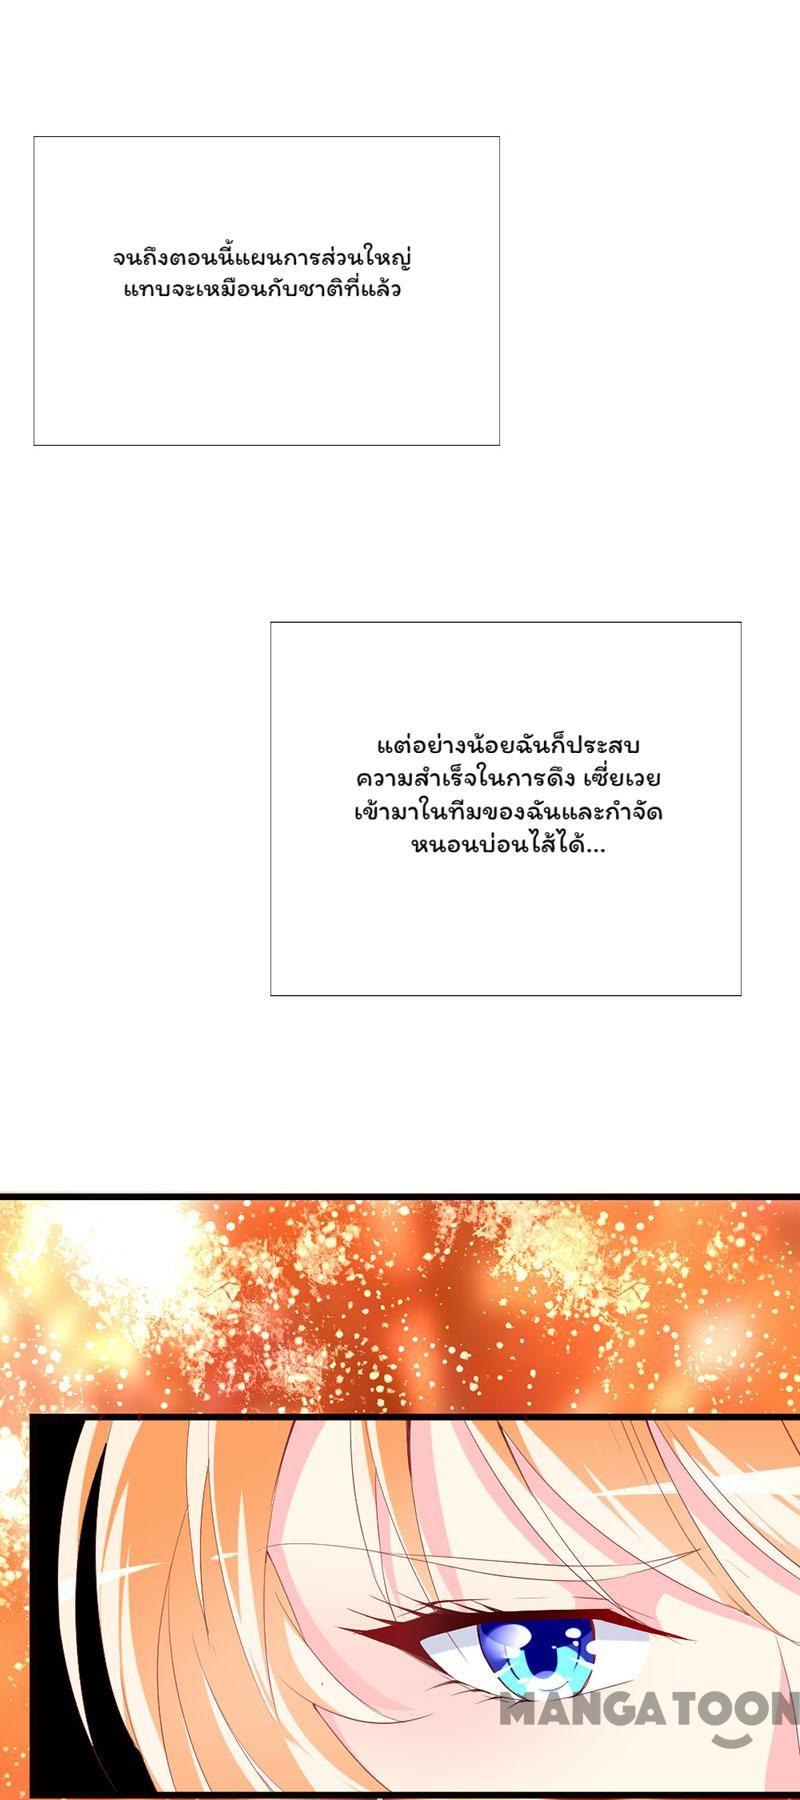 จนถึงตอนนี้แผนการส่วนใหญ่
แทบจะเหมือนกับชาติที่แล้ว
แต่อย่างน้อยฉันก็ประสบ
ความสำเร็จในการดึง เซี่ยเวย
เข้ามาในทีมของฉันและกำจัด
หนอนบ่อนไส้ได้...
MANGATOON